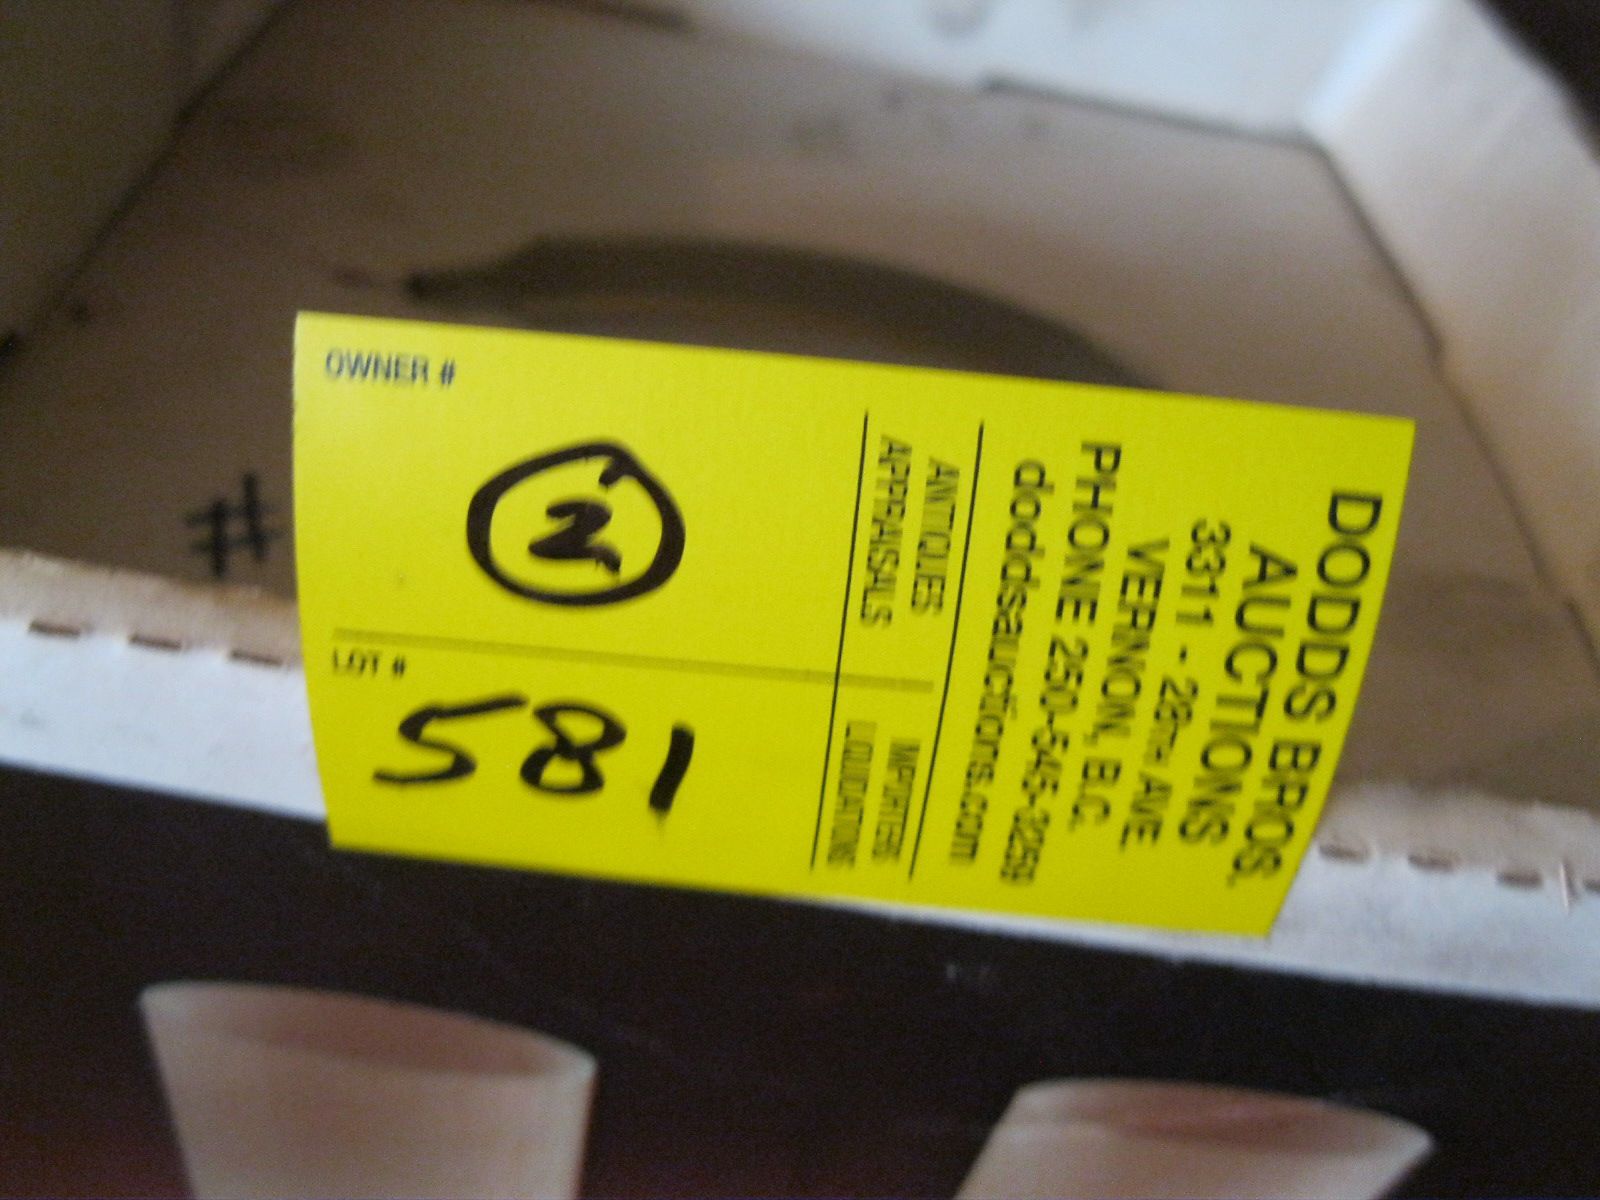 DODDS BROS.
AUCTIONS
3311 - 28TH AVE.
VERNON, B.C.
PHONE 250-545-3259
doddsauctions.com
ANTIQUES
APPRAISALS
IMPORTERS
LIQUIDATIONS
OWNER #
2
LOT #
581
#